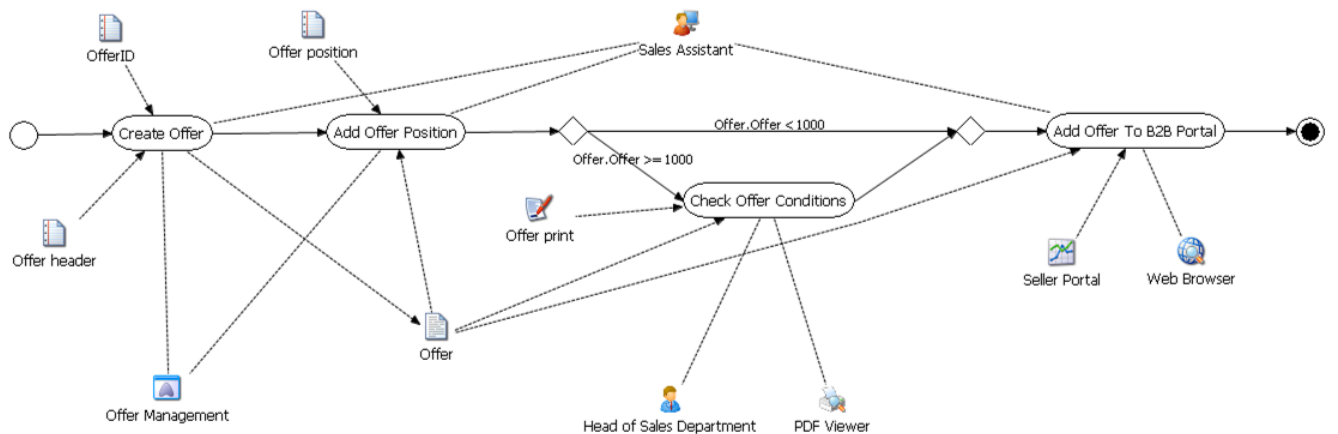 OfferID
Offer position
Sales Assistant
Create Offer
Add Offer Position
Offer.Offer < 1000
Add Offer To B2B Portal
Offer.Offer >= 1000
Check Offer Conditions
Offer print
Offer header
Seller Portal
Web Browser
Offer
Offer Management
Head of Sales Department
PDF Viewer